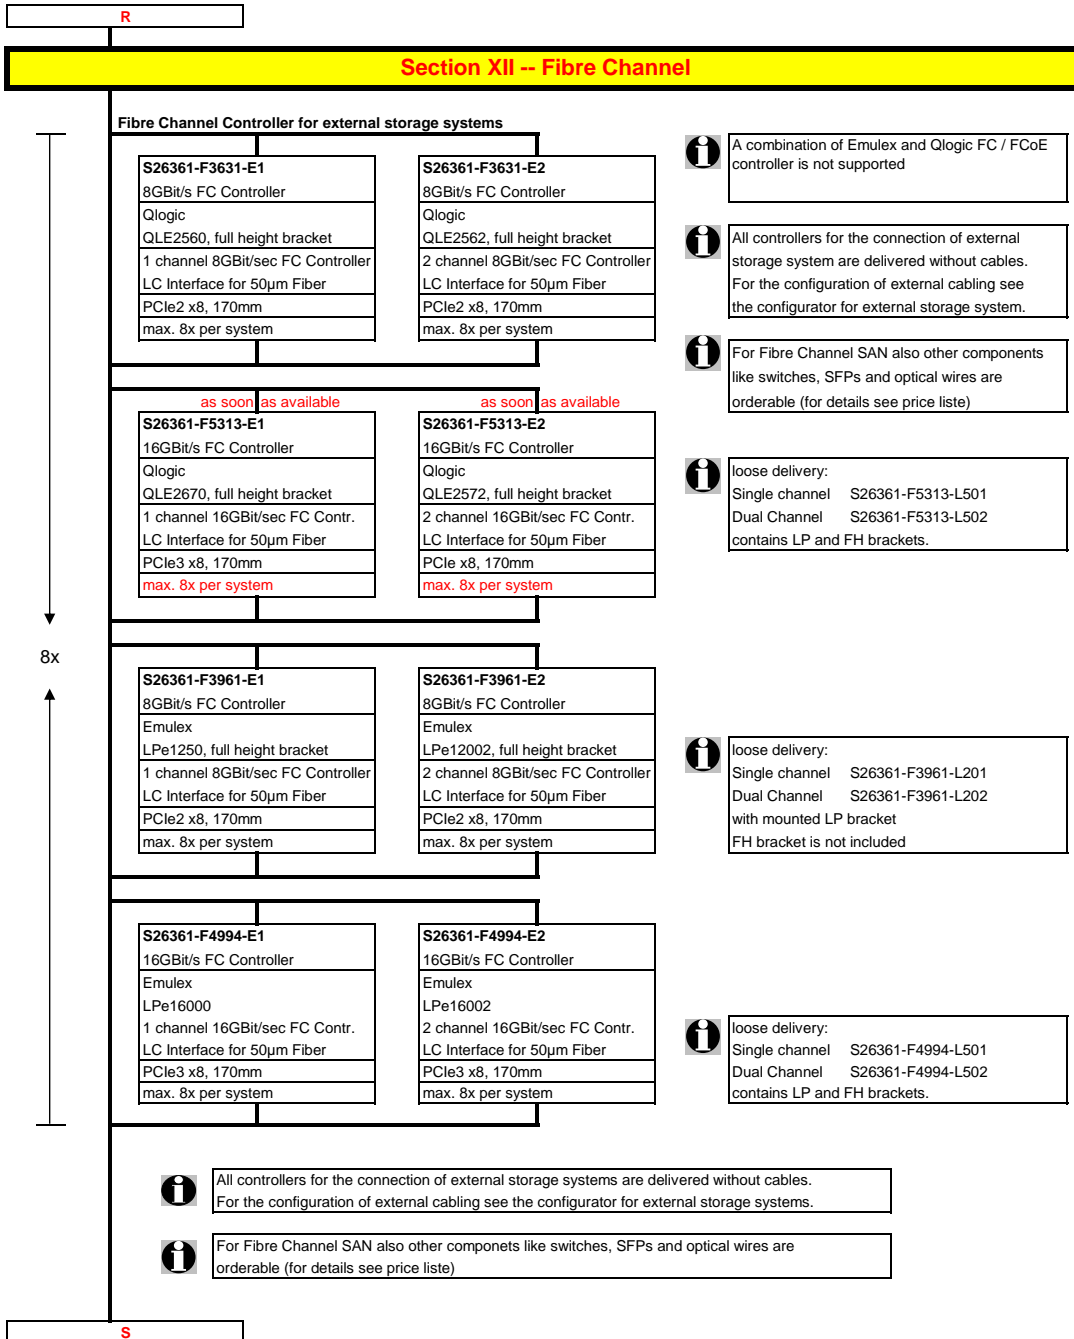 R
Section XII -- Fibre Channel
Fibre Channel Controller for external storage systems
S26361-F3631-E1
8GBit/s FC Controller
Qlogic
QLE2560, full height bracket
1 channel 8GBit/sec FC Controller
LC Interface for 50µm Fiber
PCIe2 x8, 170mm
max. 8x per system
S26361-F3631-E2
8GBit/s FC Controller
Qlogic
QLE2562, full height bracket
2 channel 8GBit/sec FC Controller
LC Interface for 50µm Fiber
PCIe2 x8, 170mm
max. 8x per system
A combination of Emulex and Qlogic FC / FCoE
controller is not supported
All controllers for the connection of external
storage system are delivered without cables.
For the configuration of external cabling see
the configurator for external storage system.
For Fibre Channel SAN also other components
like switches, SFPs and optical wires are
orderable (for details see price liste)
as soon as available
S26361-F5313-E1
16GBit/s FC Controller
Qlogic
QLE2670, full height bracket
1 channel 16GBit/sec FC Contr.
LC Interface for 50µm Fiber
PCIe3 x8, 170mm
max. 8x per system
as soon as available
S26361-F5313-E2
16GBit/s FC Controller
Qlogic
QLE2572, full height bracket
2 channel 16GBit/sec FC Contr.
LC Interface for 50µm Fiber
PCIe x8, 170mm
max. 8x per system
loose delivery:
Single channel S26361-F5313-L501
Dual Channel S26361-F5313-L502
contains LP and FH brackets.
8x
S26361-F3961-E1
8GBit/s FC Controller
Emulex
LPe1250, full height bracket
1 channel 8GBit/sec FC Controller
LC Interface for 50µm Fiber
PCIe2 x8, 170mm
max. 8x per system
S26361-F3961-E2
8GBit/s FC Controller
Emulex
LPe12002, full height bracket
2 channel 8GBit/sec FC Controller
LC Interface for 50µm Fiber
PCIe2 x8, 170mm
max. 8x per system
loose delivery:
Single channel S26361-F3961-L201
Dual Channel S26361-F3961-L202
with mounted LP bracket
FH bracket is not included
S26361-F4994-E1
16GBit/s FC Controller
Emulex
LPe16000
1 channel 16GBit/sec FC Contr.
LC Interface for 50µm Fiber
PCIe3 x8, 170mm
max. 8x per system
S26361-F4994-E2
16GBit/s FC Controller
Emulex
LPe16002
2 channel 16GBit/sec FC Contr.
LC Interface for 50µm Fiber
PCIe3 x8, 170mm
max. 8x per system
loose delivery:
Single channel S26361-F4994-L501
Dual Channel S26361-F4994-L502
contains LP and FH brackets.
All controllers for the connection of external storage systems are delivered without cables.
For the configuration of external cabling see the configurator for external storage systems.
For Fibre Channel SAN also other componets like switches, SFPs and optical wires are
orderable (for details see price liste)
S